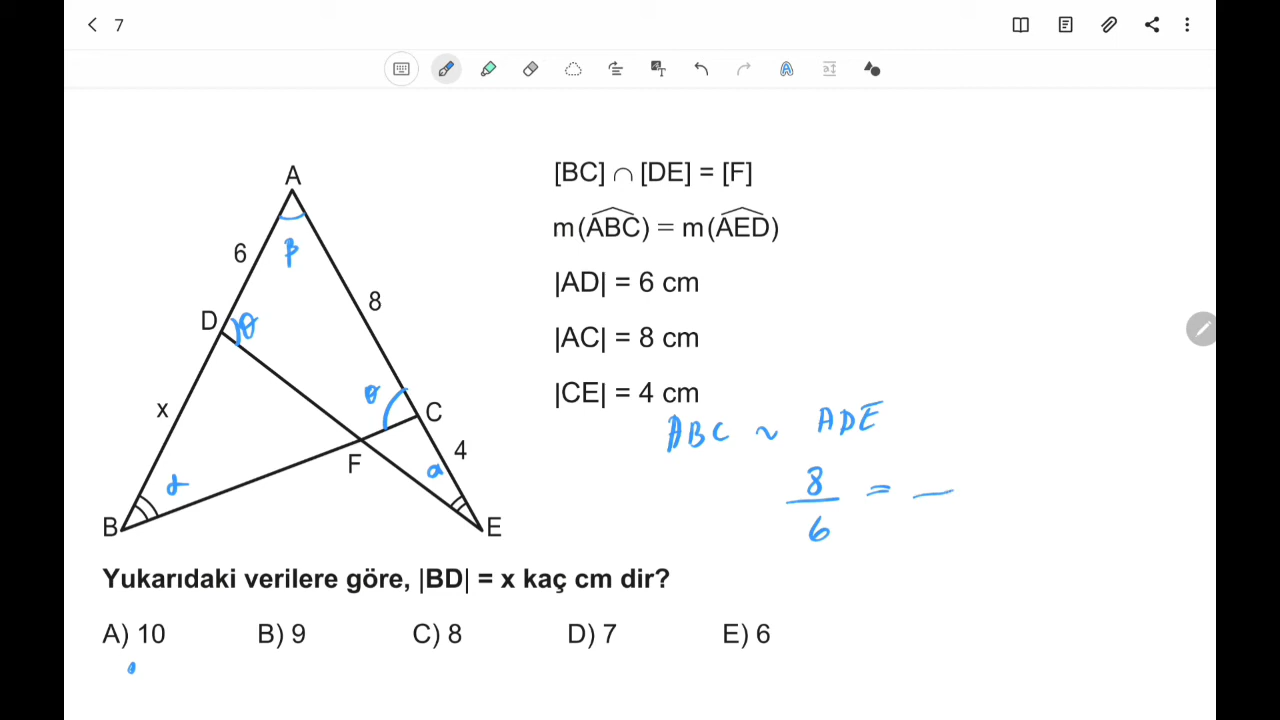 7
A
[BC] ∩ [DE] = [F]
6
β
m(ABC) = m(AED)
|AD| = 6 cm
8
D
θ
|AC| = 8 cm
θ
|CE| = 4 cm
x
C
ABC ~ ADE
4
F
α
α
8/6 = —
B
E
Yukarıdaki verilere göre, |BD| = x kaç cm dir?
A) 10 B) 9 C) 8 D) 7 E) 6